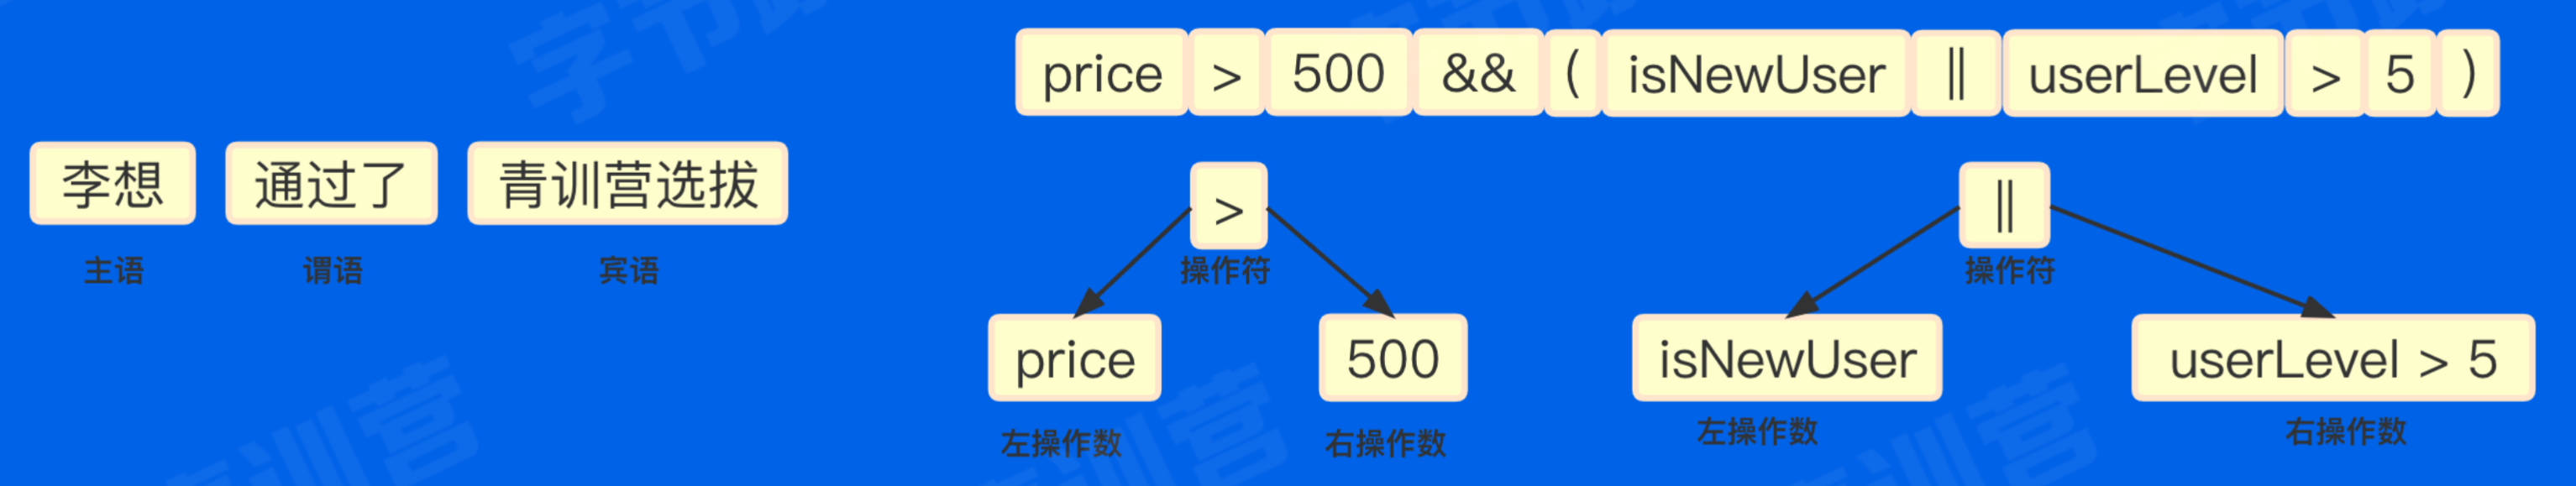 price > 500 && ( isNewUser || userLevel > 5 )
李想 通过了 青训营选拔
主语 谓语 宾语
>
操作符
price 500
左操作数 右操作数
||
操作符
isNewUser userLevel > 5
左操作数 右操作数